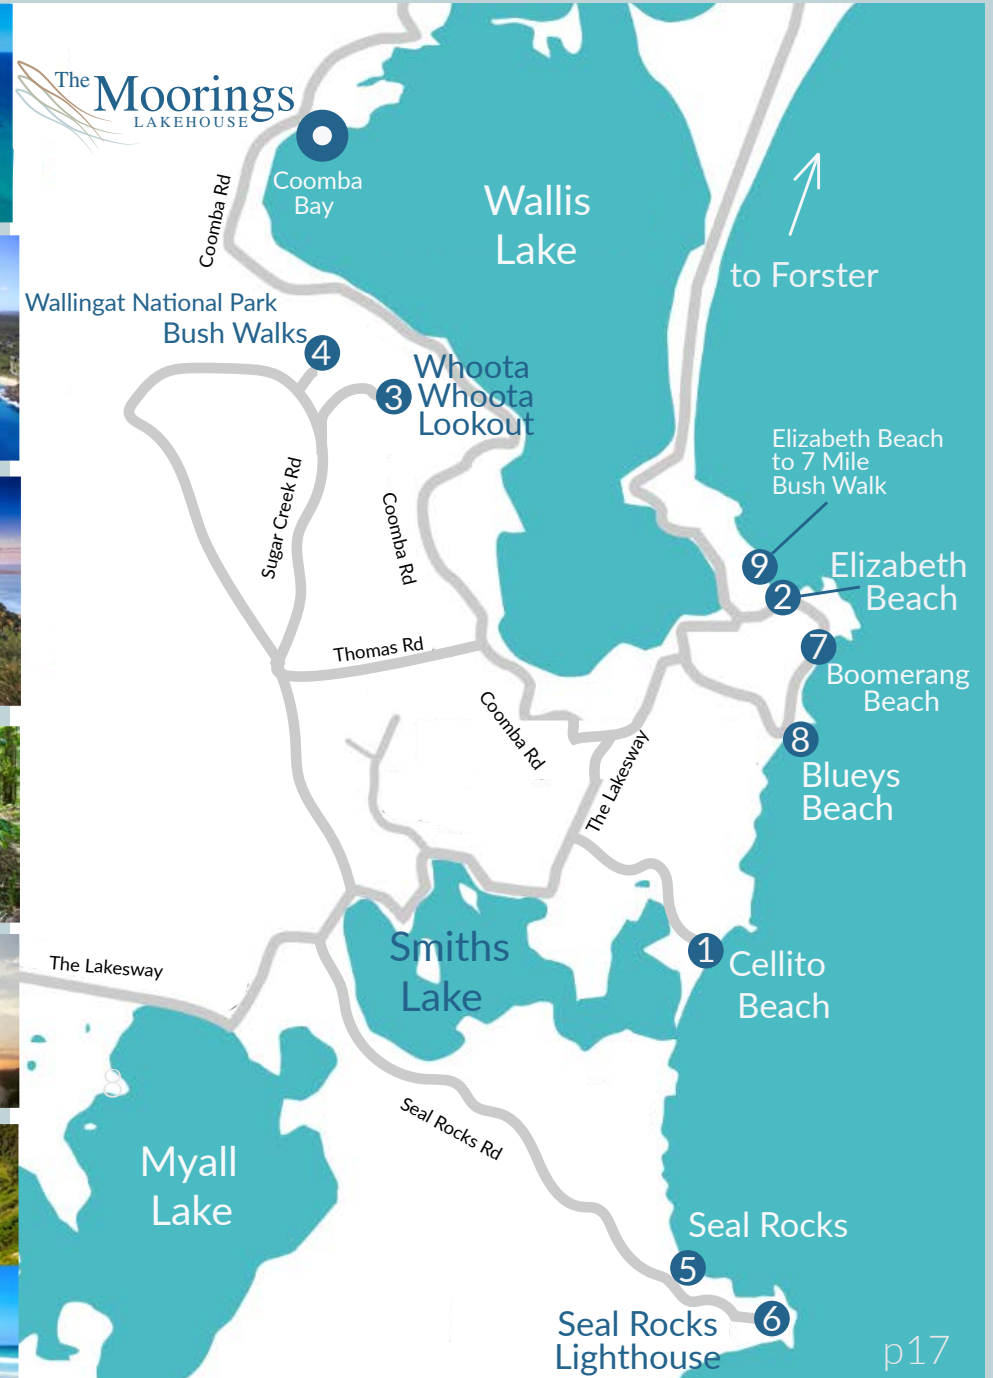 The Moorings
LAKEHOUSE
Coomba
Bay
Coomba Rd
Wallis
Lake
to Forster
Wallingat National Park
Bush Walks
4
3
Whoota
Whoota
Lookout
Elizabeth Beach
to 7 Mile
Bush Walk
Sugar Creek Rd
Coomba Rd
9
2
Elizabeth
Beach
Thomas Rd
7
Boomerang
Beach
Coomba Rd
8
Blueys
Beach
The Lakesway
Smiths
Lake
1
Cellito
Beach
The Lakesway
8
Seal Rocks Rd
Myall
Lake
Seal Rocks
5
6
Seal Rocks
Lighthouse
p17